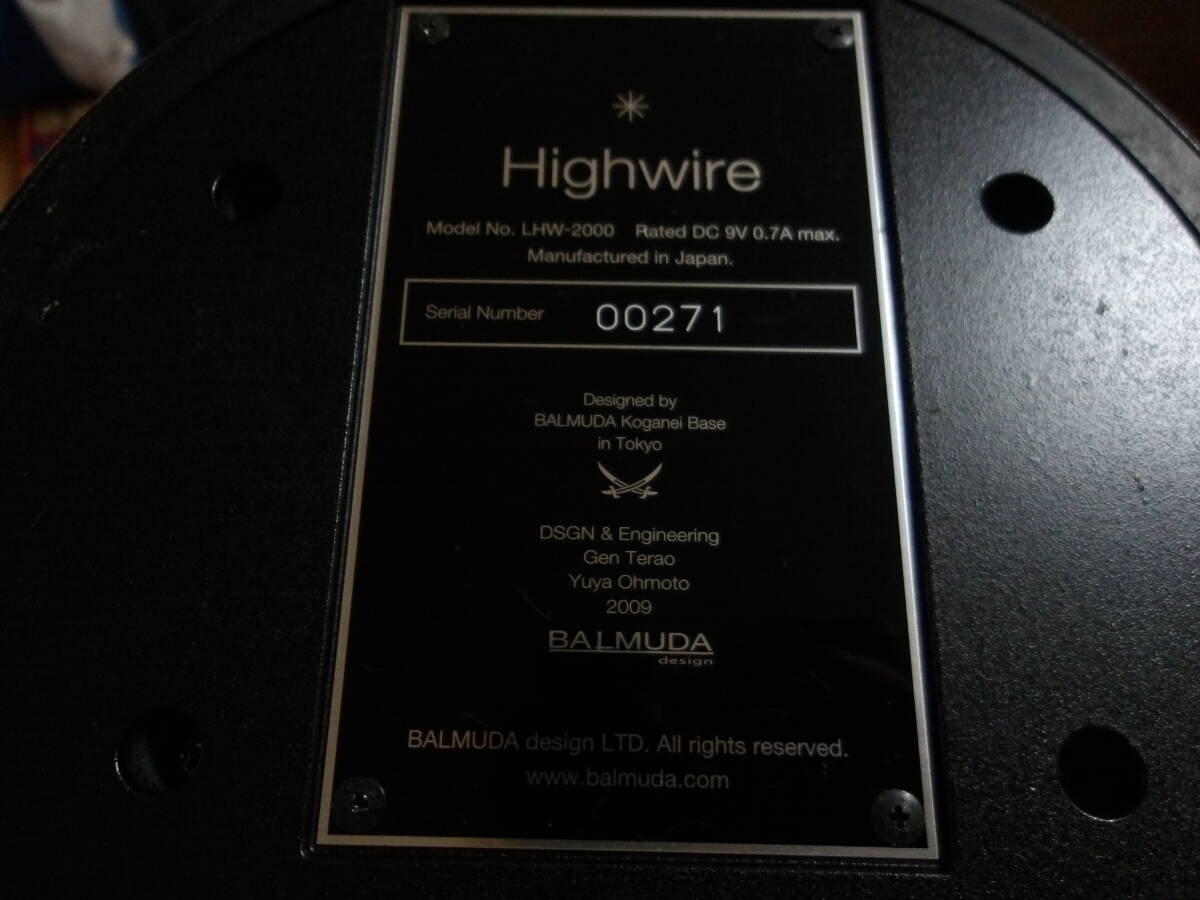 Highwire
Model No. LHW-2000 Rated DC 9V 0.7A max.
Manufactured in Japan.
Serial Number 00271
Designed by
BALMUDA Koganei Base
in Tokyo
DSGN & Engineering
Gen Terao
Yuya Ohmoto
2009
BALMUDA
design
BALMUDA design LTD. All rights reserved.
www.balmuda.com